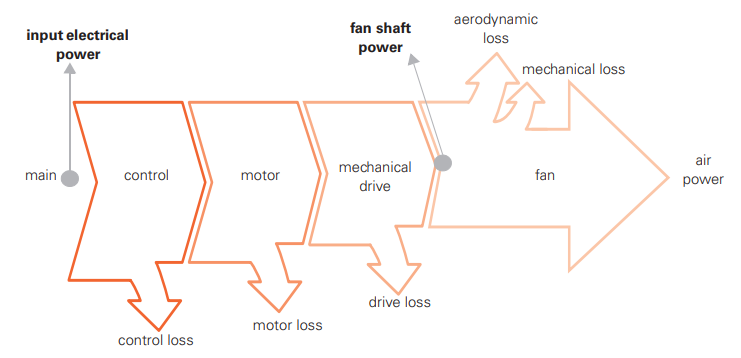 input electrical
power
fan shaft
power
aerodynamic
loss
mechanical loss
main
control
motor
mechanical
drive
fan
air
power
control loss
motor loss
drive loss